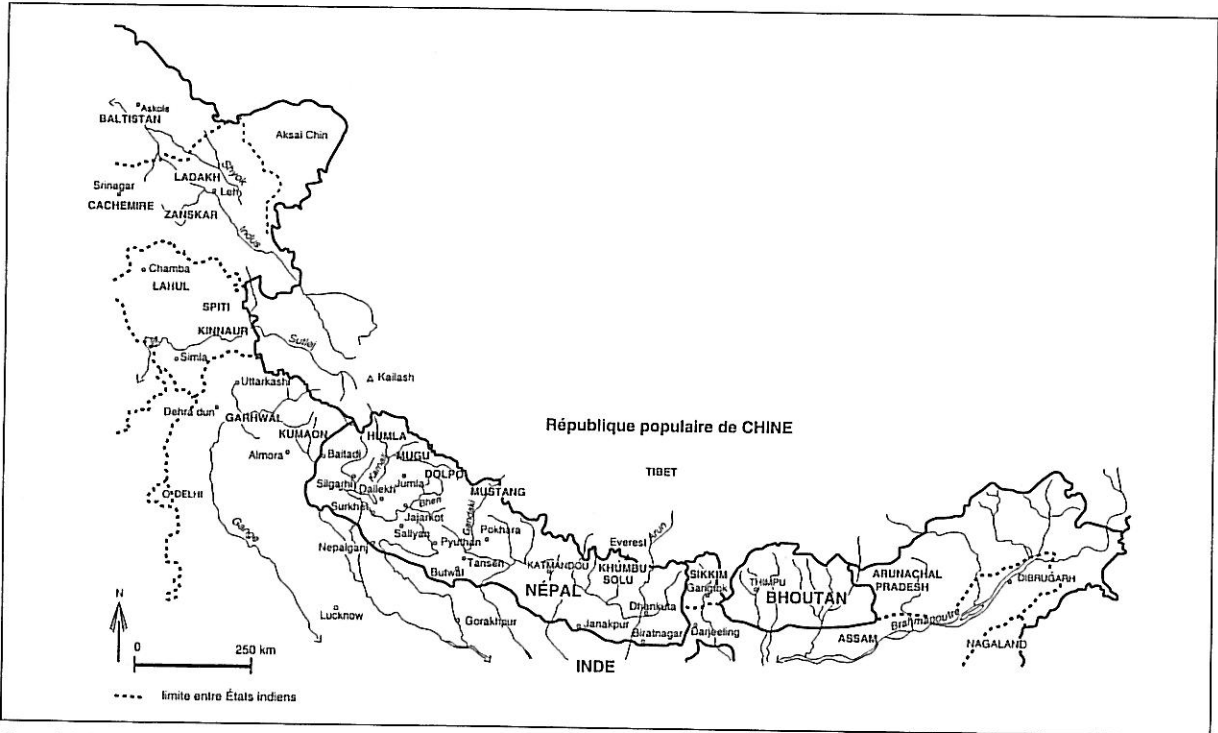 Askole
BALTISTAN
Aksai Chin
Shyok
LADAKH
Leh
Srinagar
CACHEMIRE
ZANSKAR
Indus
Chamba
LAHUL
SPITI
KINNAUR
Sutlej
Simla
Kailash
Uttarkashi
Dehra dun
GARHWAL
KUMAON
HUMLA
République populaire de CHINE
Almora
Baitadi
MUGU
Karnali
TIBET
DOLPO
Silgarhi
Dailekh
Jumla
MUSTANG
DELHI
Surkhet
Bheri
Jajarkot
Gandaki
Gange
Sallyan
Pokhara
Everest
Arun
Nepalganj
Pyuthan
Tansen
KATMANDOU
KHUMBU
SOLU
SIKKIM
Gangtok
THIMPU
BHOUTAN
ARUNACHAL
PRADESH
DIBRUGARH
Butwal
NÉPAL
Dhankuta
Brahmapoutre
N
Lucknow
Gorakhpur
Janakpur
Biratnagar
Darjeeling
ASSAM
NAGALAND
INDE
0 250 km
limite entre États indiens